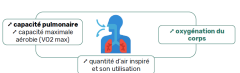 ↗ capacité pulmonaire
↗ capacité maximale
aérobie (VO2 max)
↗ oxygénation du
corps
↗ quantité d'air inspiré
et son utilisation